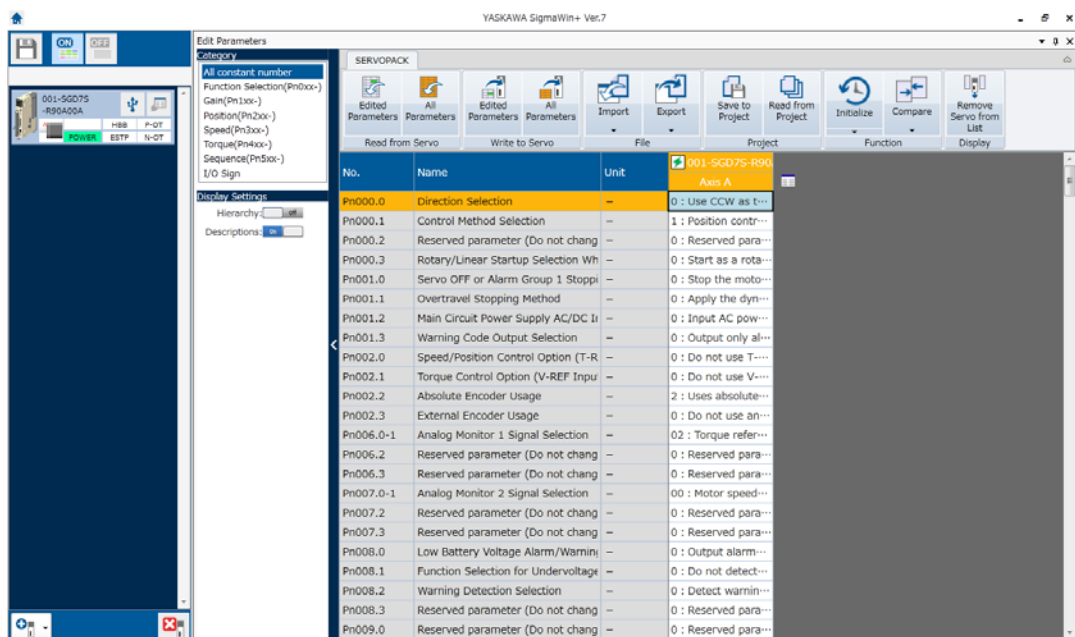 YASKAWA SigmaWin+ Ver.7
ON OFF
Edit Parameters
001-SGD7S
-R90A00A
HBB P-OT
POWER ESTP N-OT
Category
All constant number
Function Selection(Pn0xx-)
Gain(Pn1xx-)
Position(Pn2xx-)
Speed(Pn3xx-)
Torque(Pn4xx-)
Sequence(Pn5xx-)
I/O Sign
Display Settings
Hierarchy: Off
Descriptions: On
SERVOPACK
Edited Parameters
All Parameters
Read from Servo
Edited Parameters
All Parameters
Write to Servo
Import
Export
File
Save to Project
Read from Project
Project
Initialize
Compare
Function
Remove Servo from List
Display
No. Name Unit 001-SGD7S-R90
Axis A
Pn000.0 Direction Selection − 0 : Use CCW as t···
Pn000.1 Control Method Selection − 1 : Position contr···
Pn000.2 Reserved parameter (Do not chang − 0 : Reserved para···
Pn000.3 Rotary/Linear Startup Selection Wh − 0 : Start as a rota···
Pn001.0 Servo OFF or Alarm Group 1 Stoppi − 0 : Stop the moto···
Pn001.1 Overtravel Stopping Method − 0 : Apply the dyn···
Pn001.2 Main Circuit Power Supply AC/DC I − 0 : Input AC pow···
Pn001.3 Warning Code Output Selection − 0 : Output only al···
Pn002.0 Speed/Position Control Option (T-R − 0 : Do not use T-···
Pn002.1 Torque Control Option (V-REF Inpu − 0 : Do not use V-···
Pn002.2 Absolute Encoder Usage − 2 : Uses absolute···
Pn002.3 External Encoder Usage − 0 : Do not use an···
Pn006.0-1 Analog Monitor 1 Signal Selection − 02 : Torque refer···
Pn006.2 Reserved parameter (Do not chang − 0 : Reserved para···
Pn006.3 Reserved parameter (Do not chang − 0 : Reserved para···
Pn007.0-1 Analog Monitor 2 Signal Selection − 00 : Motor speed···
Pn007.2 Reserved parameter (Do not chang − 0 : Reserved para···
Pn007.3 Reserved parameter (Do not chang − 0 : Reserved para···
Pn008.0 Low Battery Voltage Alarm/Warnin − 0 : Output alarm···
Pn008.1 Function Selection for Undervoltage − 0 : Do not detect···
Pn008.2 Warning Detection Selection − 0 : Detect warnin···
Pn008.3 Reserved parameter (Do not chang − 0 : Reserved para···
Pn009.0 Reserved parameter (Do not chang − 0 : Reserved para···